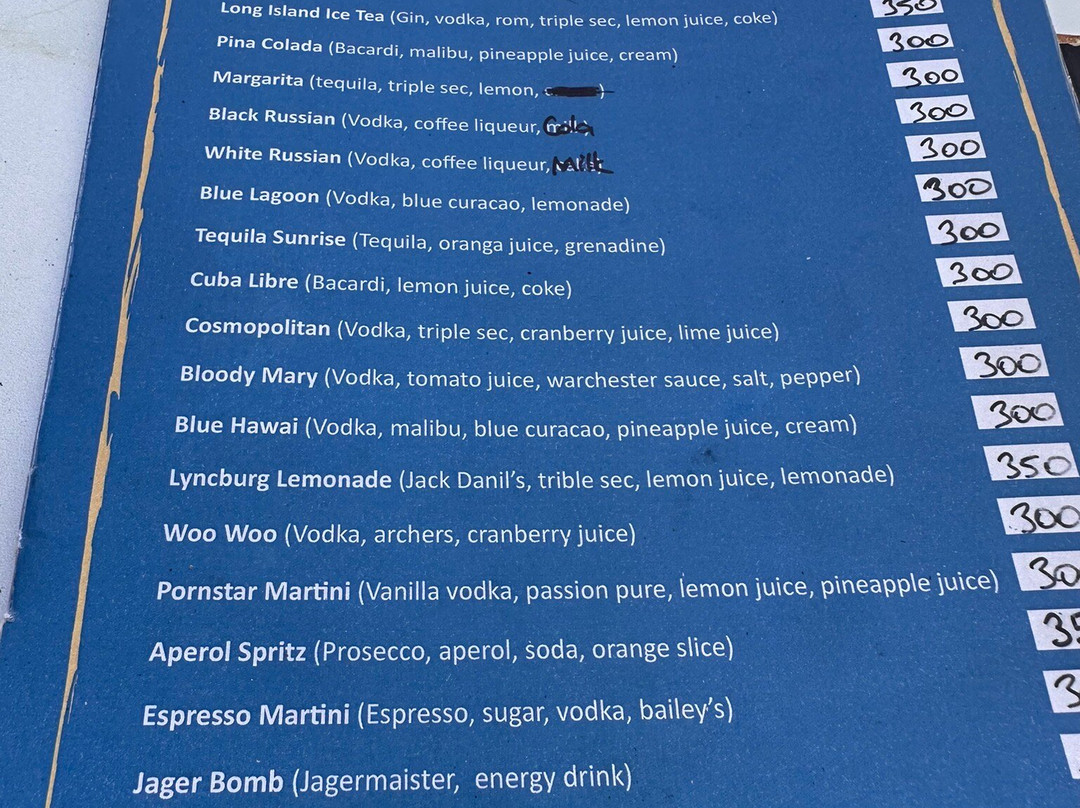 Long Island Ice Tea (Gin, vodka, rom, triple sec, lemon juice, coke) 350
Pina Colada (Bacardi, malibu, pineapple juice, cream) 300
Margarita (tequila, triple sec, lemon, 300
Black Russian (Vodka, coffee liqueur, Cola 300
White Russian (Vodka, coffee liqueur, Milk 300
Blue Lagoon (Vodka, blue curacao, lemonade) 300
Tequila Sunrise (Tequila, oranga juice, grenadine) 300
Cuba Libre (Bacardi, lemon juice, coke) 300
Cosmopolitan (Vodka, triple sec, cranberry juice, lime juice) 300
Bloody Mary (Vodka, tomato juice, warchester sauce, salt, pepper) 300
Blue Hawai (Vodka, malibu, blue curacao, pineapple juice, cream) 300
Lyncburg Lemonade (Jack Danil's, trible sec, lemon juice, lemonade) 350
Woo Woo (Vodka, archers, cranberry juice) 300
Pornstar Martini (Vanilla vodka, passion pure, lemon juice, pineapple juice) 30
Aperol Spritz (Prosecco, aperol, soda, orange slice) 35
Espresso Martini (Espresso, sugar, vodka, bailey's) 3
Jager Bomb (Jagermaister, energy drink)